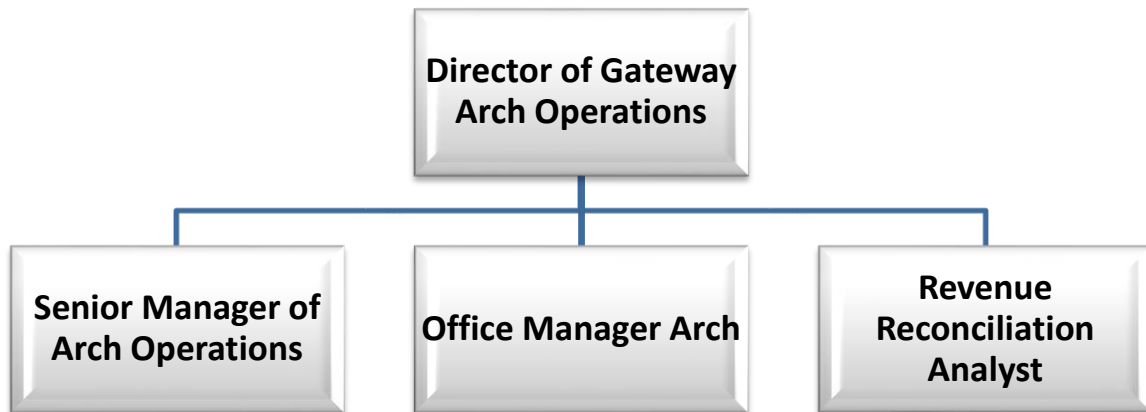 Director of Gateway
Arch Operations
Senior Manager of
Arch Operations
Office Manager Arch
Revenue
Reconciliation
Analyst